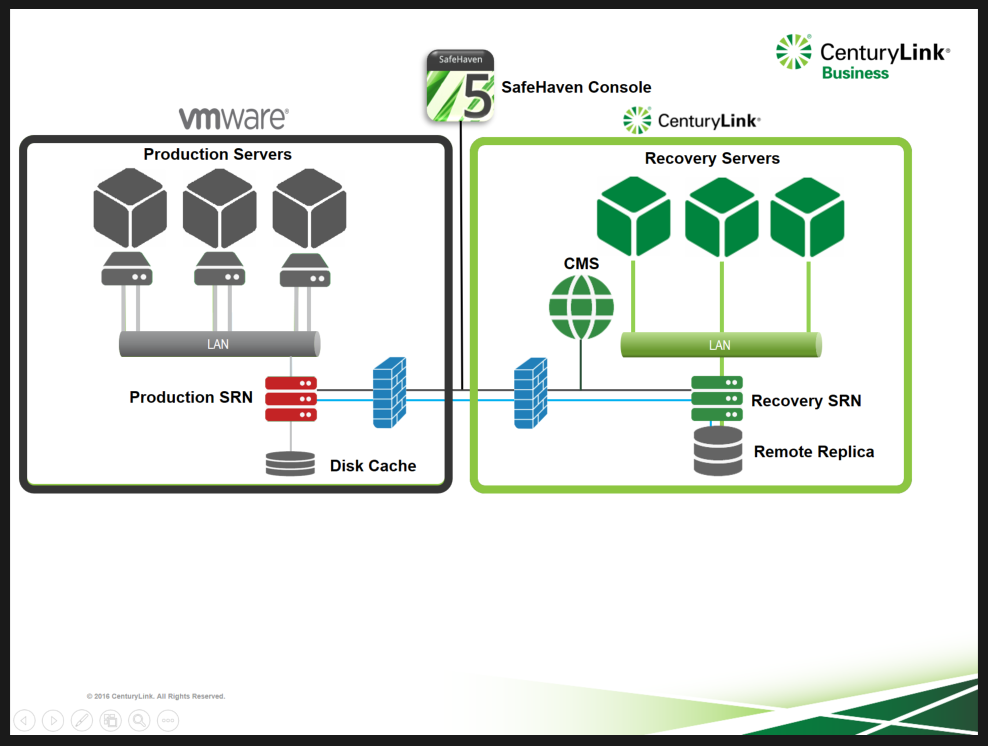 SafeHaven
5
SafeHaven Console
CenturyLink®
Business
vmware®
CenturyLink®
Production Servers
Recovery Servers
CMS
LAN
LAN
Production SRN
Recovery SRN
Disk Cache
Remote Replica
© 2016 CenturyLink. All Rights Reserved.